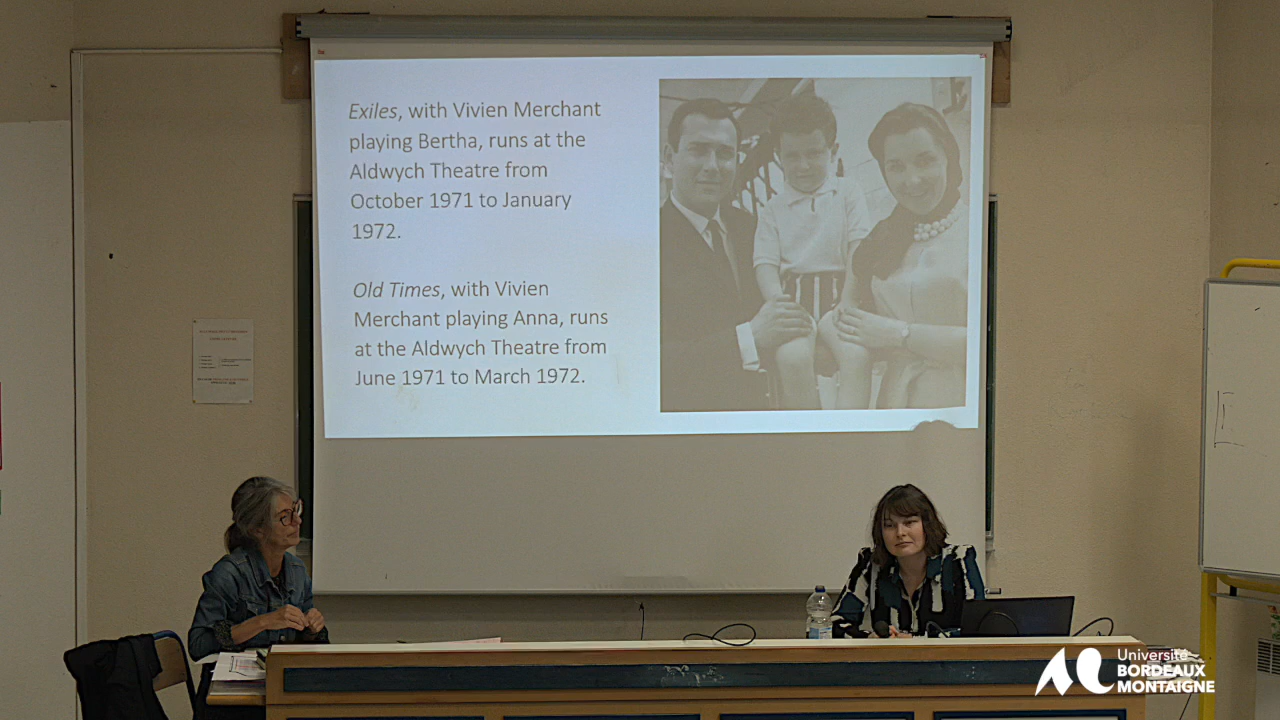 Exiles, with Vivien Merchant
playing Bertha, runs at the
Aldwych Theatre from
October 1971 to January
1972.
Old Times, with Vivien
Merchant playing Anna, runs
at the Aldwych Theatre from
June 1971 to March 1972.
Université
BORDEAUX
MONTAIGNE